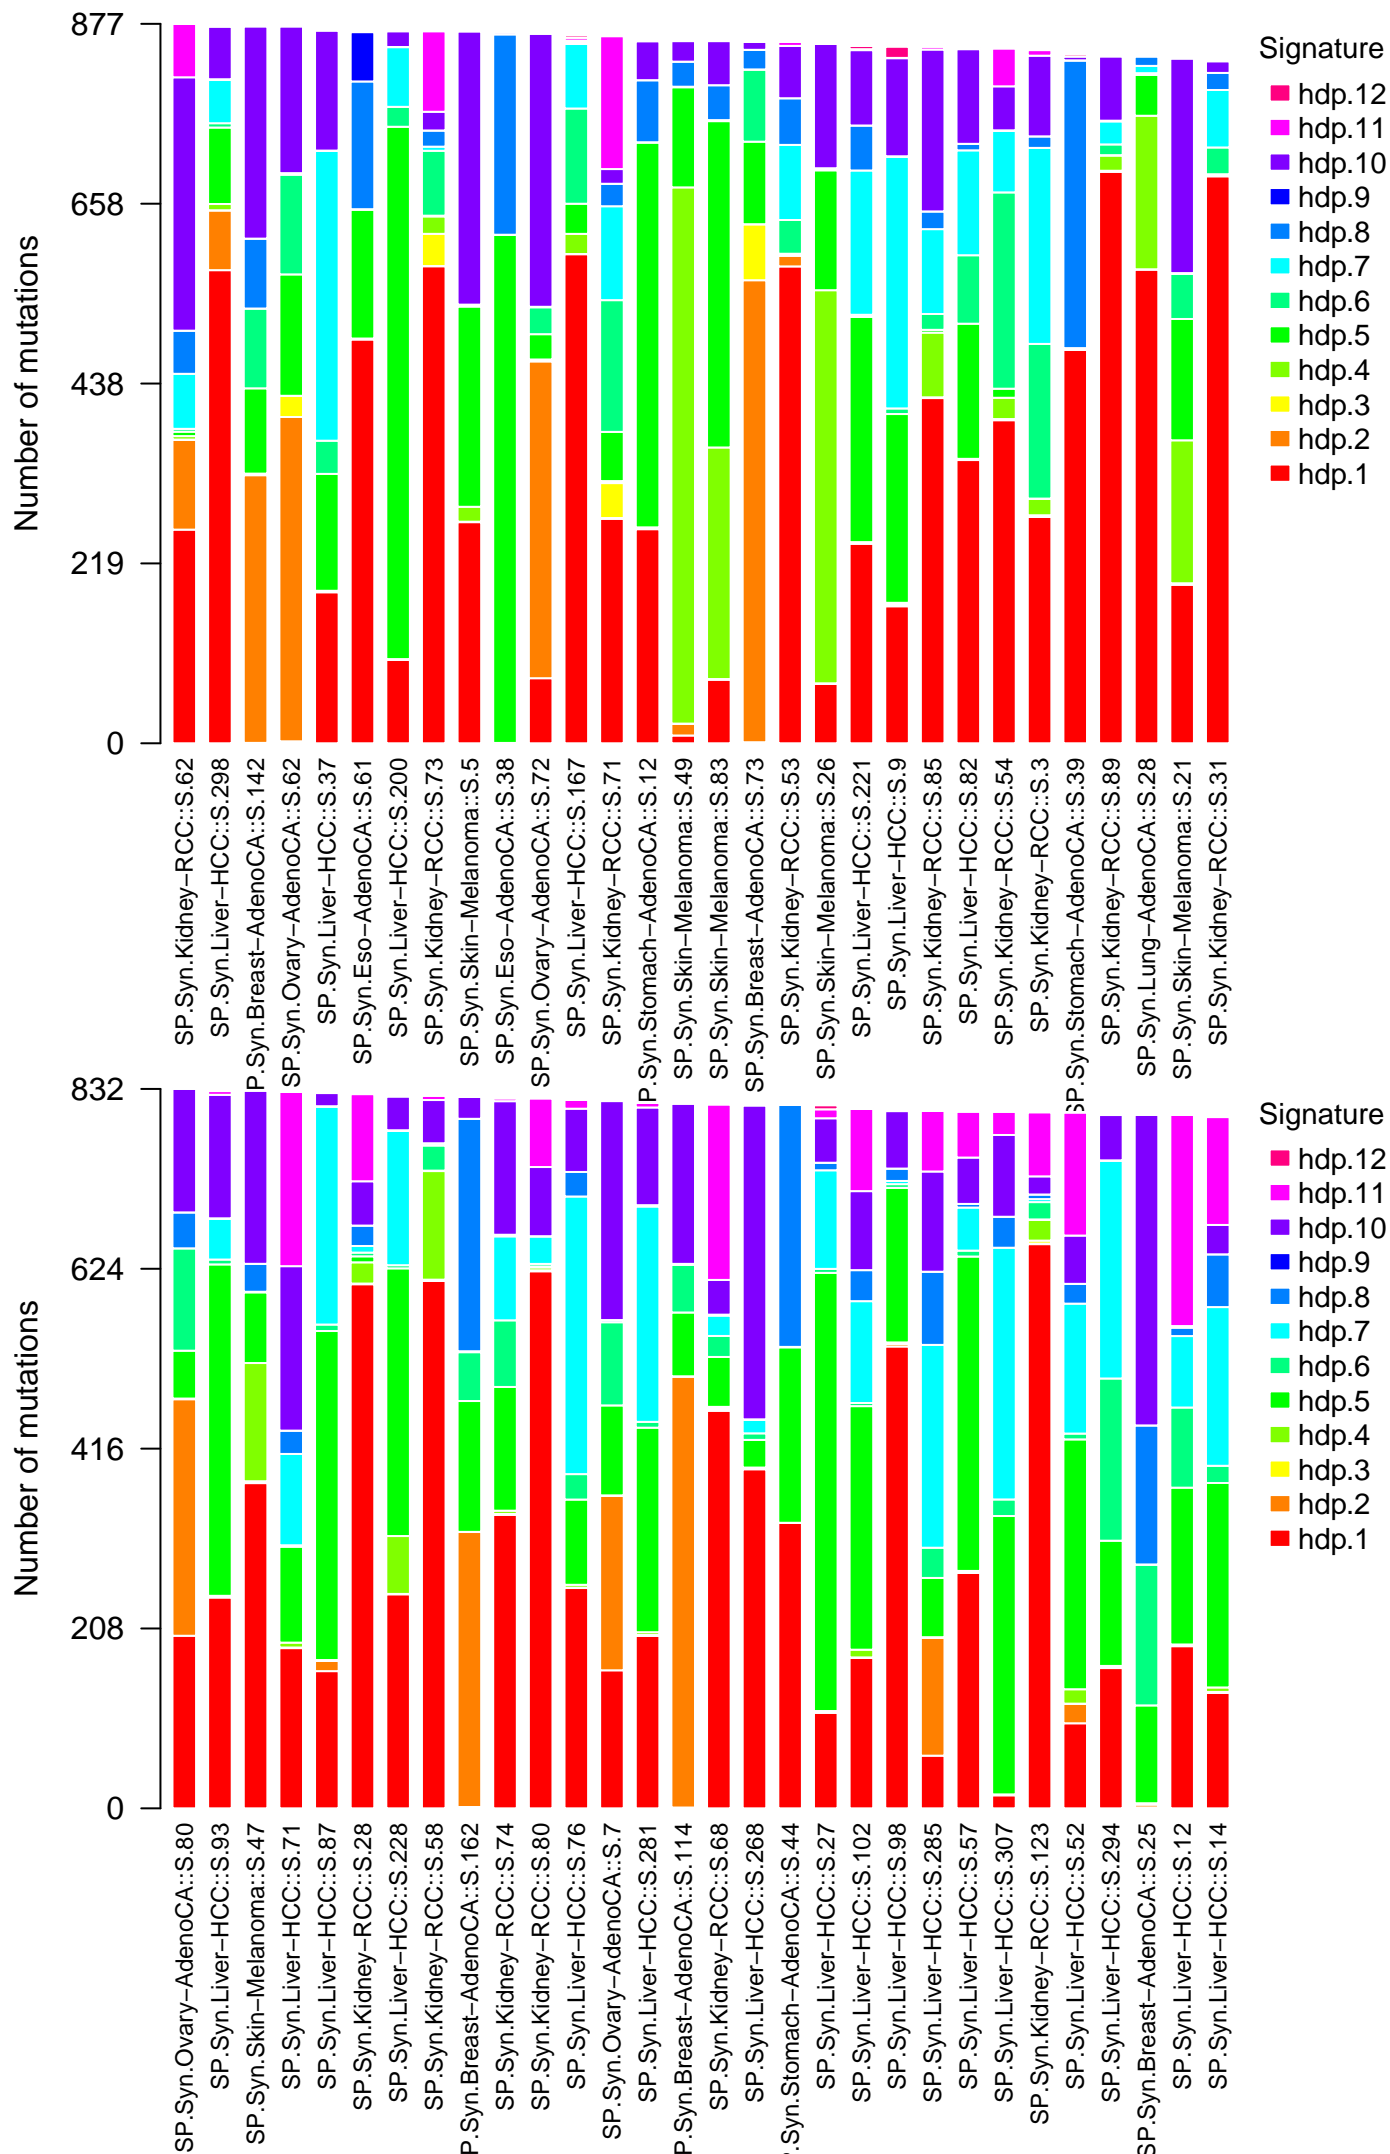 Number of mutations
877
658
438
219
0
SP.Syn.Kidney−RCC::S.62
SP.Syn.Liver−HCC::S.298
P.Syn.Breast−AdenoCA::S.142
SP.Syn.Ovary−AdenoCA::S.62
SP.Syn.Liver−HCC::S.37
SP.Syn.Eso−AdenoCA::S.61
SP.Syn.Liver−HCC::S.200
SP.Syn.Kidney−RCC::S.73
SP.Syn.Skin−Melanoma::S.5
SP.Syn.Eso−AdenoCA::S.38
SP.Syn.Ovary−AdenoCA::S.72
SP.Syn.Liver−HCC::S.167
SP.Syn.Kidney−RCC::S.71
P.Syn.Stomach−AdenoCA::S.12
SP.Syn.Skin−Melanoma::S.49
SP.Syn.Skin−Melanoma::S.83
SP.Syn.Breast−AdenoCA::S.73
SP.Syn.Kidney−RCC::S.53
SP.Syn.Skin−Melanoma::S.26
SP.Syn.Liver−HCC::S.221
SP.Syn.Liver−HCC::S.9
SP.Syn.Kidney−RCC::S.85
SP.Syn.Liver−HCC::S.82
SP.Syn.Kidney−RCC::S.54
SP.Syn.Kidney−RCC::S.3
SP.Syn.Stomach−AdenoCA::S.39
SP.Syn.Kidney−RCC::S.89
SP.Syn.Lung−AdenoCA::S.28
SP.Syn.Skin−Melanoma::S.21
SP.Syn.Kidney−RCC::S.31
Signature
hdp.12
hdp.11
hdp.10
hdp.9
hdp.8
hdp.7
hdp.6
hdp.5
hdp.4
hdp.3
hdp.2
hdp.1
Number of mutations
832
624
416
208
0
SP.Syn.Ovary−AdenoCA::S.80
SP.Syn.Liver−HCC::S.93
SP.Syn.Skin−Melanoma::S.47
SP.Syn.Liver−HCC::S.71
SP.Syn.Liver−HCC::S.87
SP.Syn.Kidney−RCC::S.28
SP.Syn.Liver−HCC::S.228
SP.Syn.Kidney−RCC::S.58
P.Syn.Breast−AdenoCA::S.162
SP.Syn.Kidney−RCC::S.74
SP.Syn.Kidney−RCC::S.80
SP.Syn.Liver−HCC::S.76
SP.Syn.Ovary−AdenoCA::S.7
SP.Syn.Liver−HCC::S.281
P.Syn.Breast−AdenoCA::S.114
SP.Syn.Kidney−RCC::S.68
SP.Syn.Liver−HCC::S.268
.Syn.Stomach−AdenoCA::S.44
SP.Syn.Liver−HCC::S.27
SP.Syn.Liver−HCC::S.102
SP.Syn.Liver−HCC::S.98
SP.Syn.Liver−HCC::S.285
SP.Syn.Liver−HCC::S.57
SP.Syn.Liver−HCC::S.307
SP.Syn.Kidney−RCC::S.123
SP.Syn.Liver−HCC::S.52
SP.Syn.Liver−HCC::S.294
SP.Syn.Breast−AdenoCA::S.25
SP.Syn.Liver−HCC::S.12
SP.Syn.Liver−HCC::S.14
Signature
hdp.12
hdp.11
hdp.10
hdp.9
hdp.8
hdp.7
hdp.6
hdp.5
hdp.4
hdp.3
hdp.2
hdp.1